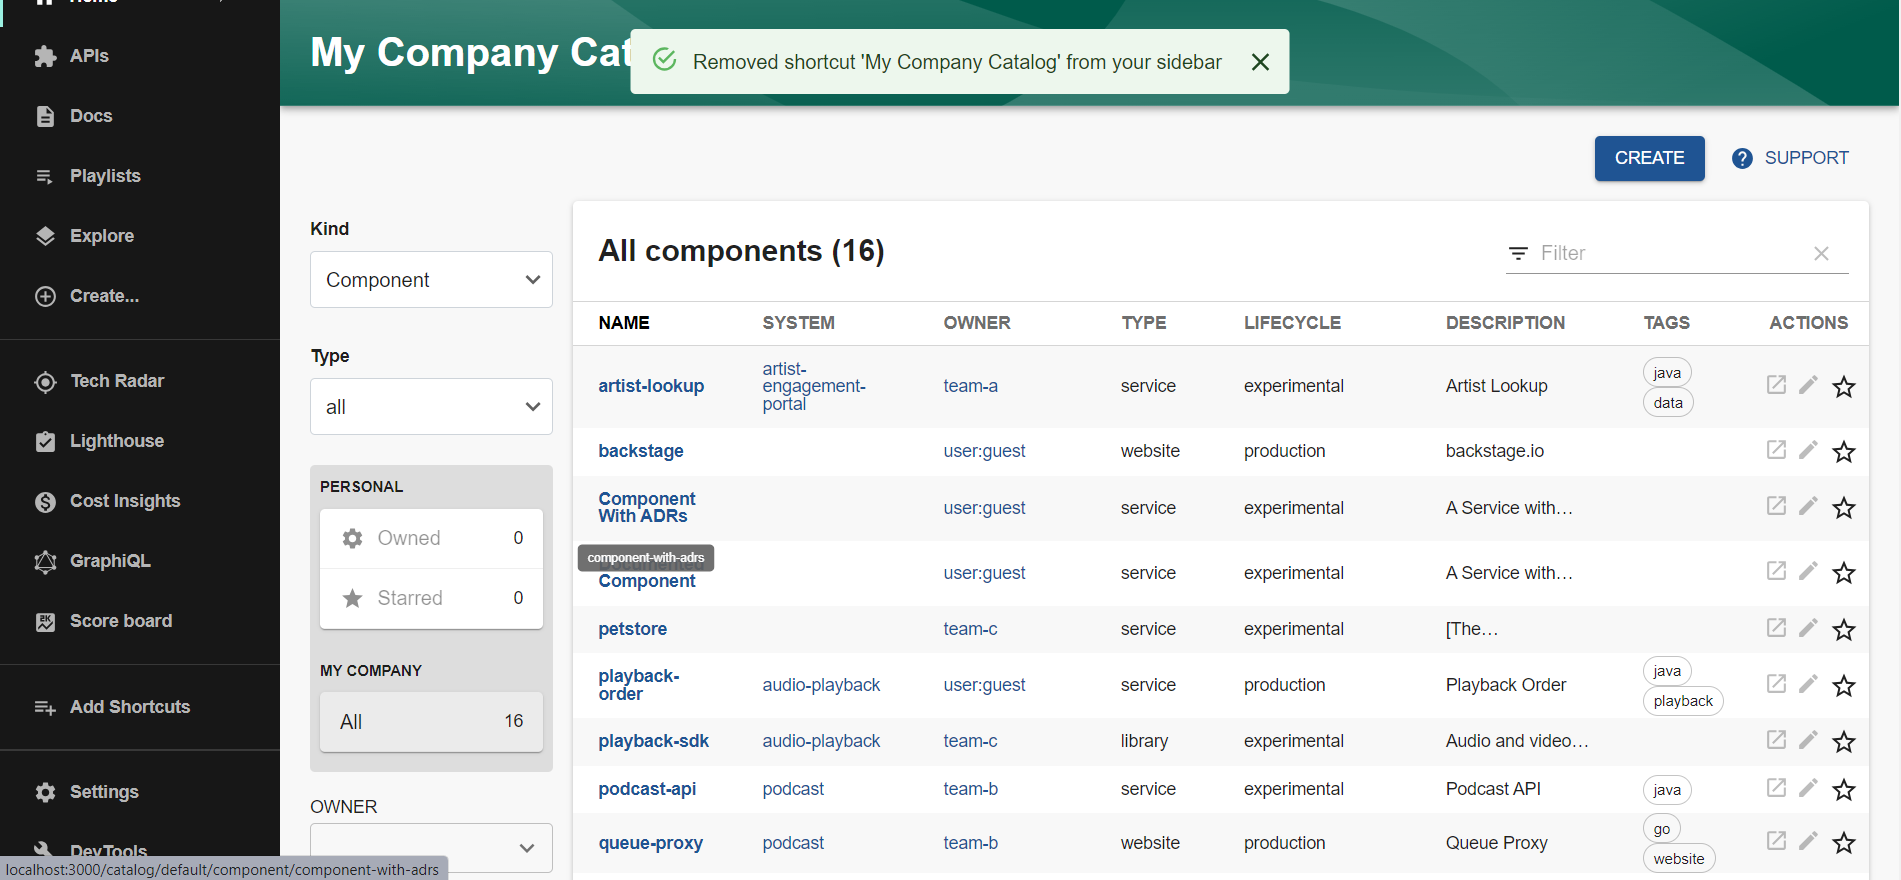 Home
APIs
Docs
Playlists
Explore
Create...
Tech Radar
Lighthouse
Cost Insights
GraphiQL
Score board
Add Shortcuts
Settings
DevTools
localhost:3000/catalog/default/component/component-with-adrs
My Company Cat
Removed shortcut 'My Company Catalog' from your sidebar
CREATE
SUPPORT
Kind
Component
Type
all
PERSONAL
Owned 0
Starred 0
MY COMPANY
All 16
OWNER
All components (16)
Filter
NAME SYSTEM OWNER TYPE LIFECYCLE DESCRIPTION TAGS ACTIONS
artist-lookup artist-engagement-portal team-a service experimental Artist Lookup java data
backstage user:guest website production backstage.io
Component With ADRs user:guest service experimental A Service with…
component-with-adrs
Documented Component user:guest service experimental A Service with…
petstore team-c service experimental [The…
playback-order audio-playback user:guest service production Playback Order java playback
playback-sdk audio-playback team-c library experimental Audio and video…
podcast-api podcast team-b service experimental Podcast API java
queue-proxy podcast team-b website production Queue Proxy go website